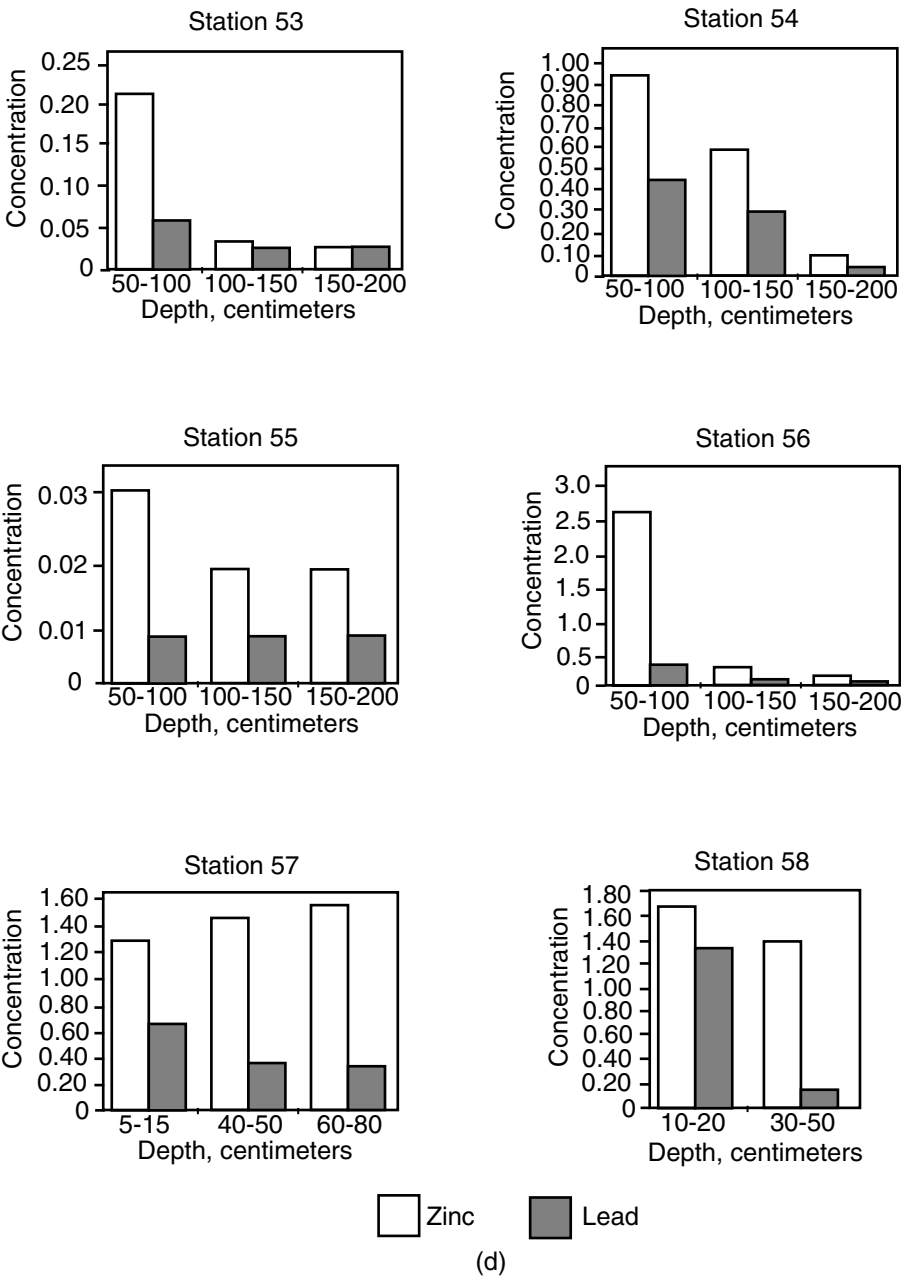 Station 53
Concentration
0.25
0.20
0.15
0.10
0.05
0
50-100 100-150 150-200
Depth, centimeters
Station 54
Concentration
1.00
0.90
0.80
0.70
0.60
0.50
0.40
0.30
0.20
0.10
0
50-100 100-150 150-200
Depth, centimeters
Station 55
Concentration
0.03
0.02
0.01
0
50-100 100-150 150-200
Depth, centimeters
Station 56
Concentration
3.0
2.5
2.0
1.5
1.0
0.5
0
50-100 100-150 150-200
Depth, centimeters
Station 57
Concentration
1.60
1.40
1.20
1.00
0.80
0.60
0.40
0.20
0
5-15 40-50 60-80
Depth, centimeters
Station 58
Concentration
1.80
1.60
1.40
1.20
1.00
0.80
0.60
0.40
0.20
0
10-20 30-50
Depth, centimeters
Zinc Lead
(d)